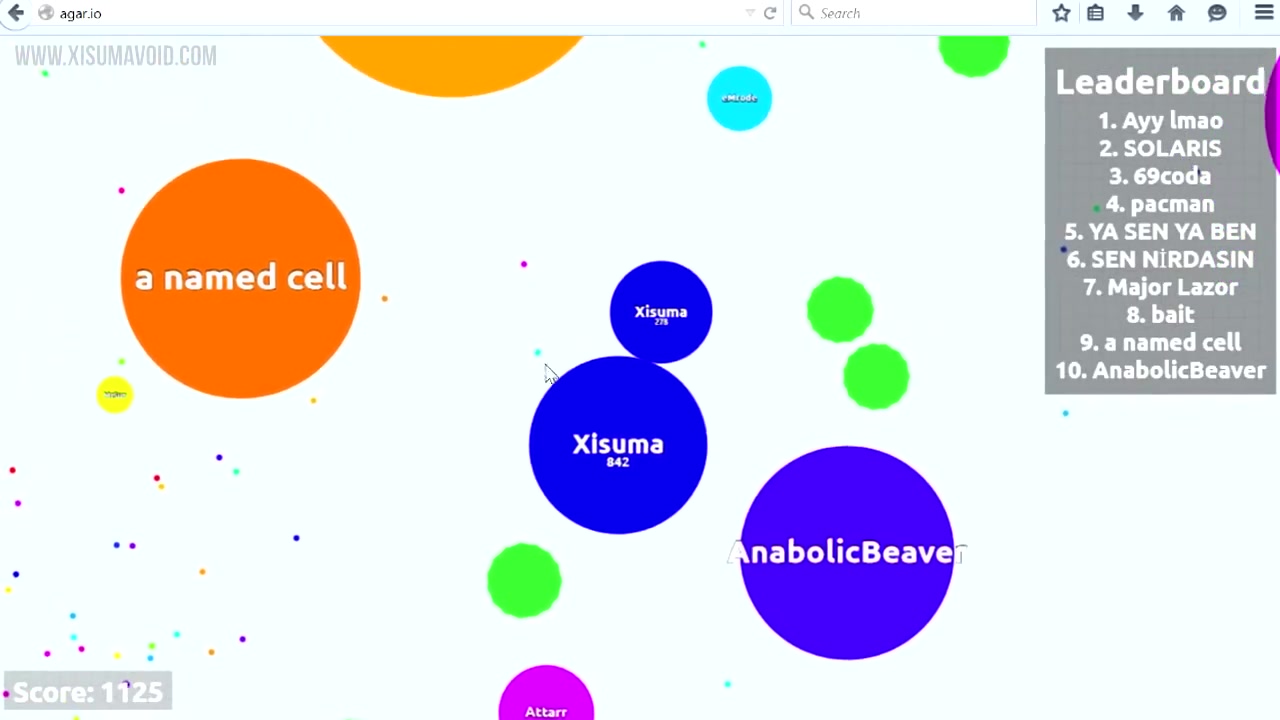 agar.io
Search
WWW.XISUMAVOID.COM
Leaderboard
1. Ayy lmao
2. SOLARIS
3. 69coda
4. pacman
5. YA SEN YA BEN
6. SEN NİRDASIN
7. Major Lazor
8. bait
9. a named cell
10. AnabolicBeaver
eMcode
a named cell
Xisuma
278
Xisuma
842
AnabolicBeaver
Attarr
Score: 1125